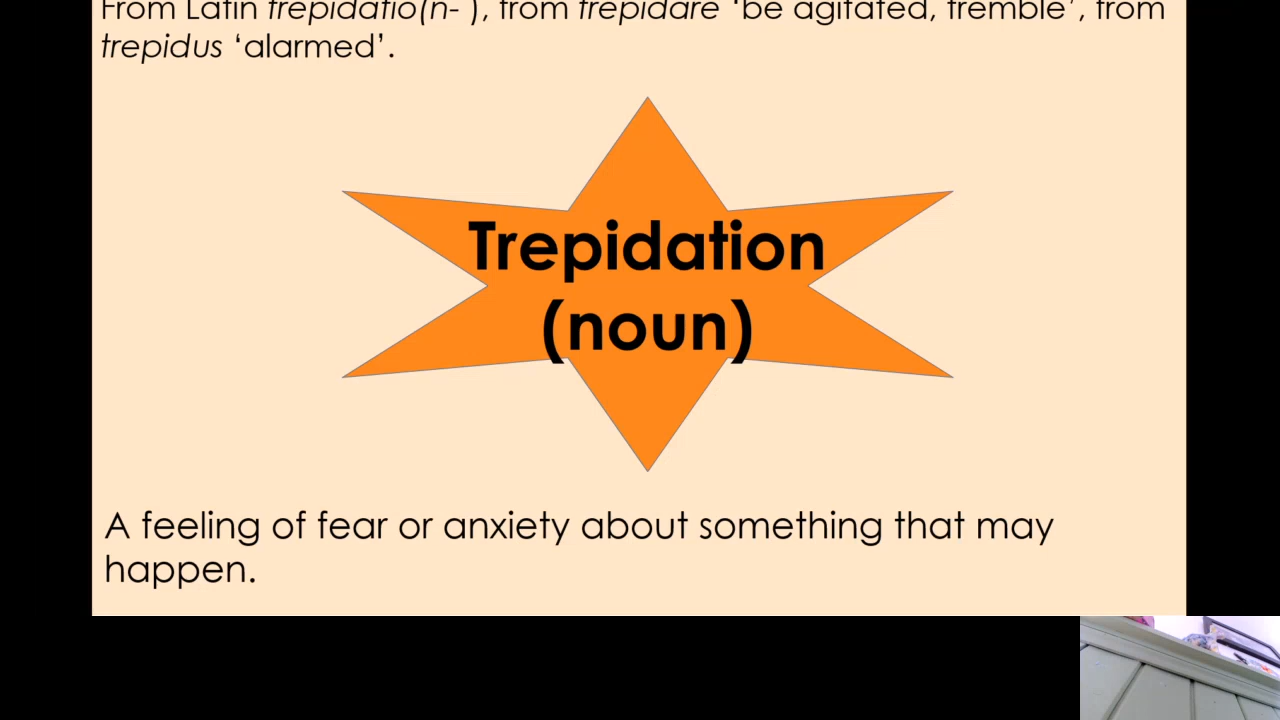 From Latin trepidatio(n- ), from trepidare ‘be agitated, tremble’, from
trepidus ‘alarmed’.
Trepidation
(noun)
A feeling of fear or anxiety about something that may
happen.